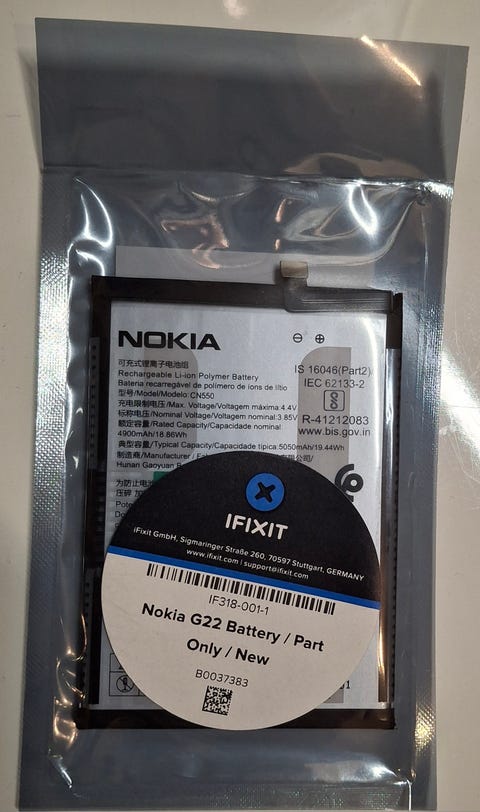 NOKIA
⊖ ⊕
可充式锂离子电池组
Rechargeable Li-ion Polymer Battery
Bateria recarregável de polímero de íons de lítio
型号/Model/Modelo: CN550
充电限制电压/Max. Voltage/Voltagem máxima: 4.4V
标称电压/Nominal Voltage/Voltagem nominal: 3.85V
额定容量/Rated Capacity/Capacidade nominal:
4900mAh/18.86Wh
典型容量/Typical Capacity/Capacidade típica: 5050mAh/19.44Wh
制造商/Manufacturer /
Hunan Gaoyuan
IS 16046(Part2)/
IEC 62133-2
R-41212083
www.bis.gov.in
IFIXIT
iFixit GmbH, Sigmaringer Straße 260, 70597 Stuttgart, GERMANY
www.ifixit.com | support@ifixit.com
IF318-001-1
Nokia G22 Battery / Part
Only / New
B0037383